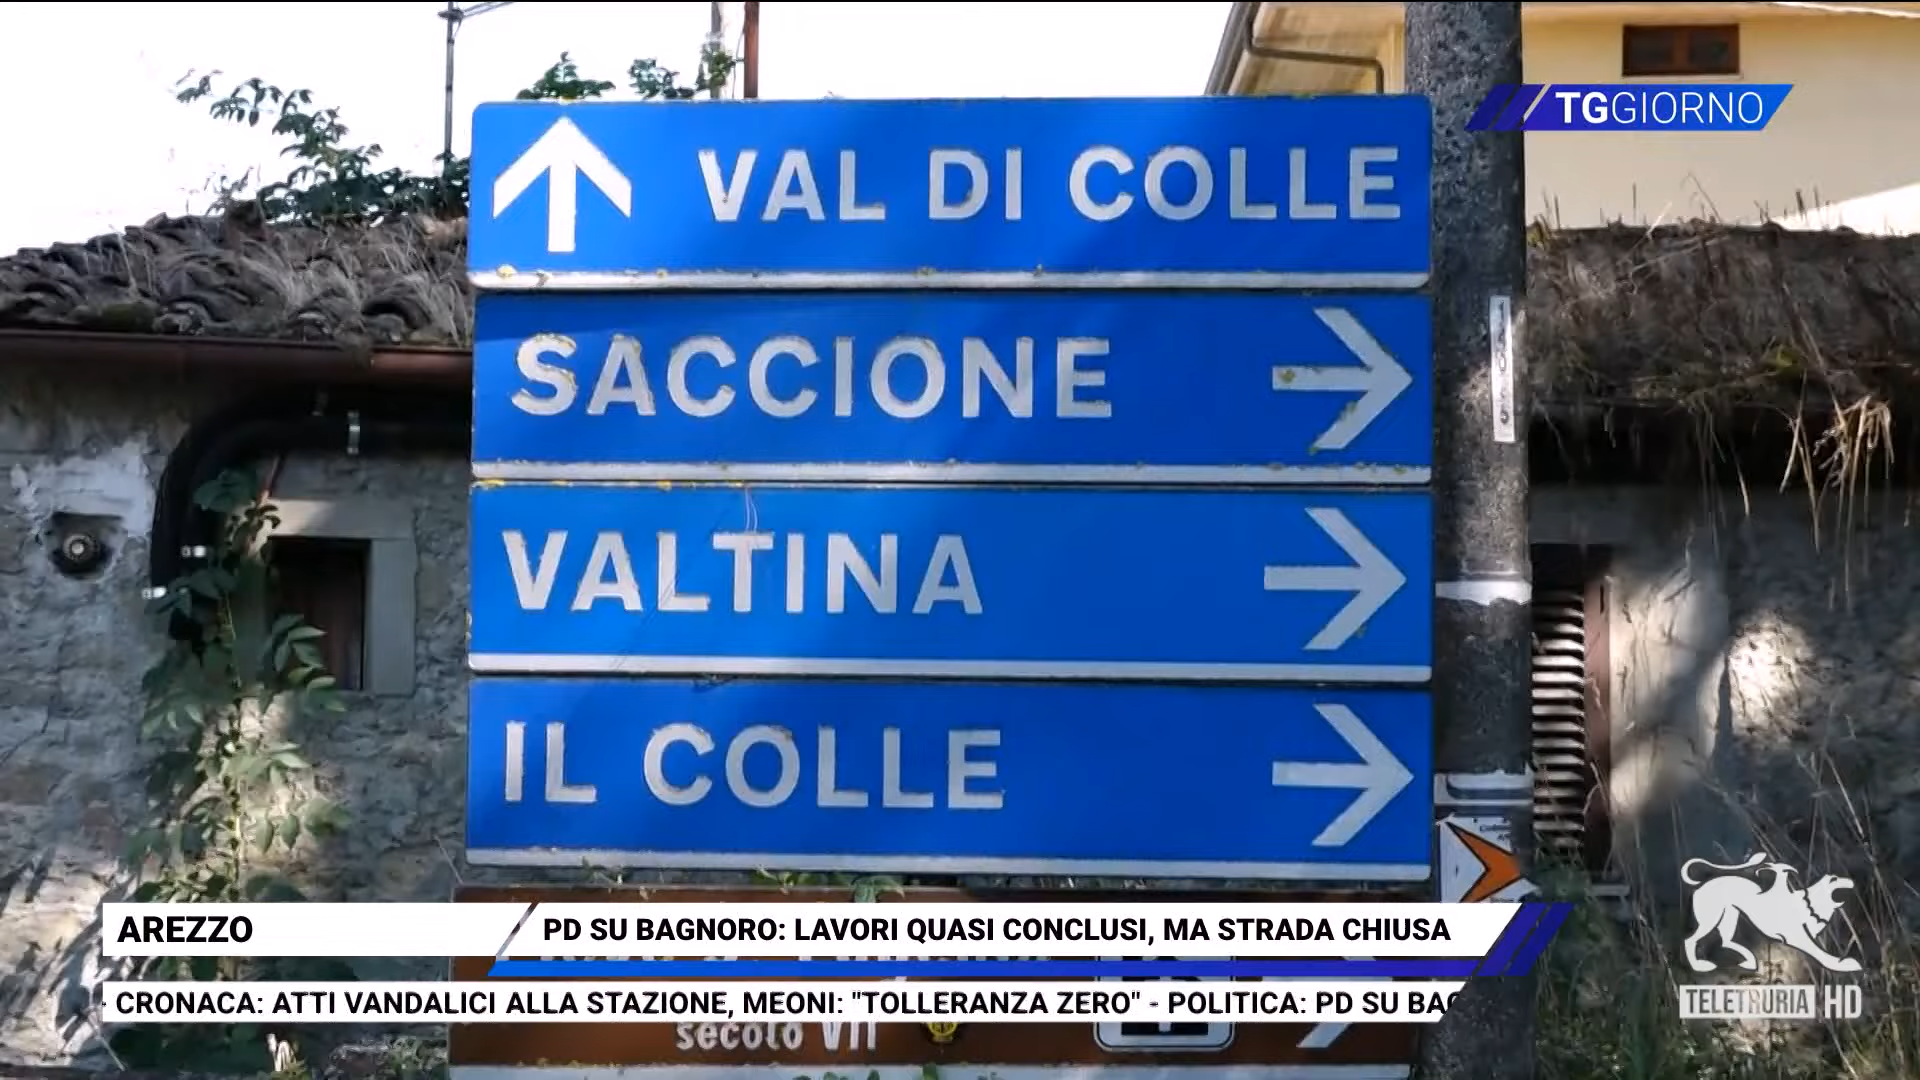 TGGIORNO
VAL DI COLLE
SACCIONE
VALTINA
IL COLLE
AREZZO
PD SU BAGNORO: LAVORI QUASI CONCLUSI, MA STRADA CHIUSA
CRONACA: ATTI VANDALICI ALLA STAZIONE, MEONI: "TOLLERANZA ZERO" - POLITICA: PD SU BAG
secolo VII
TELETRURIA HD